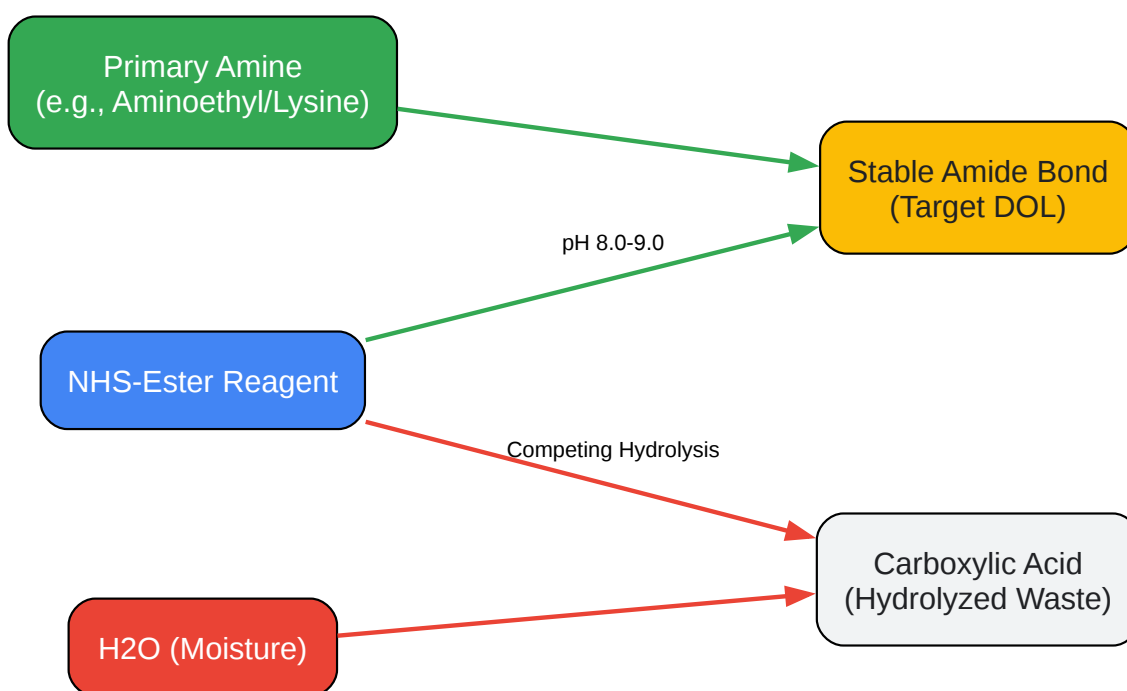 Primary Amine
(e.g., Aminoethyl/Lysine)
Stable Amide Bond
(Target DOL)
pH 8.0-9.0
NHS-Ester Reagent
Competing Hydrolysis
Carboxylic Acid
(Hydrolyzed Waste)
H2O (Moisture)